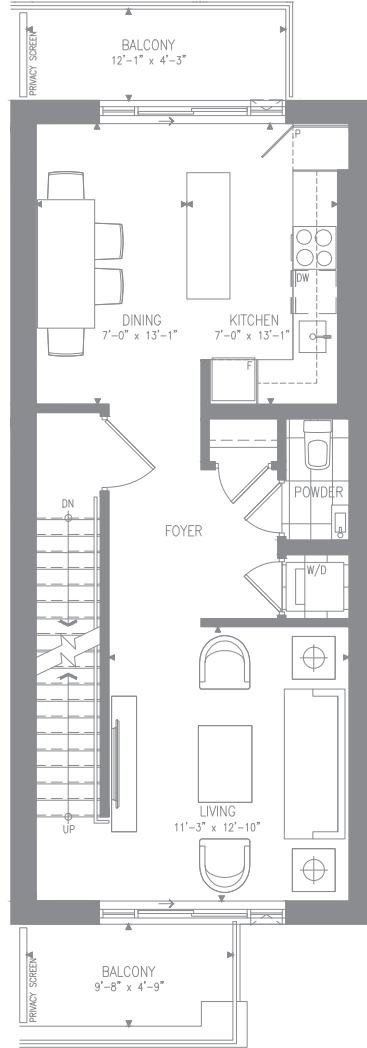 BALCONY
12'-1" x 4'-3"
PRIVACY SCREEN
P
DW
DINING
7'-0" x 13'-1"
KITCHEN
7'-0" x 13'-1"
F
POWDER
DN
FOYER
W/D
LIVING
11'-3" x 12'-10"
UP
BALCONY
9'-8" x 4'-9"
PRIVACY SCREEN